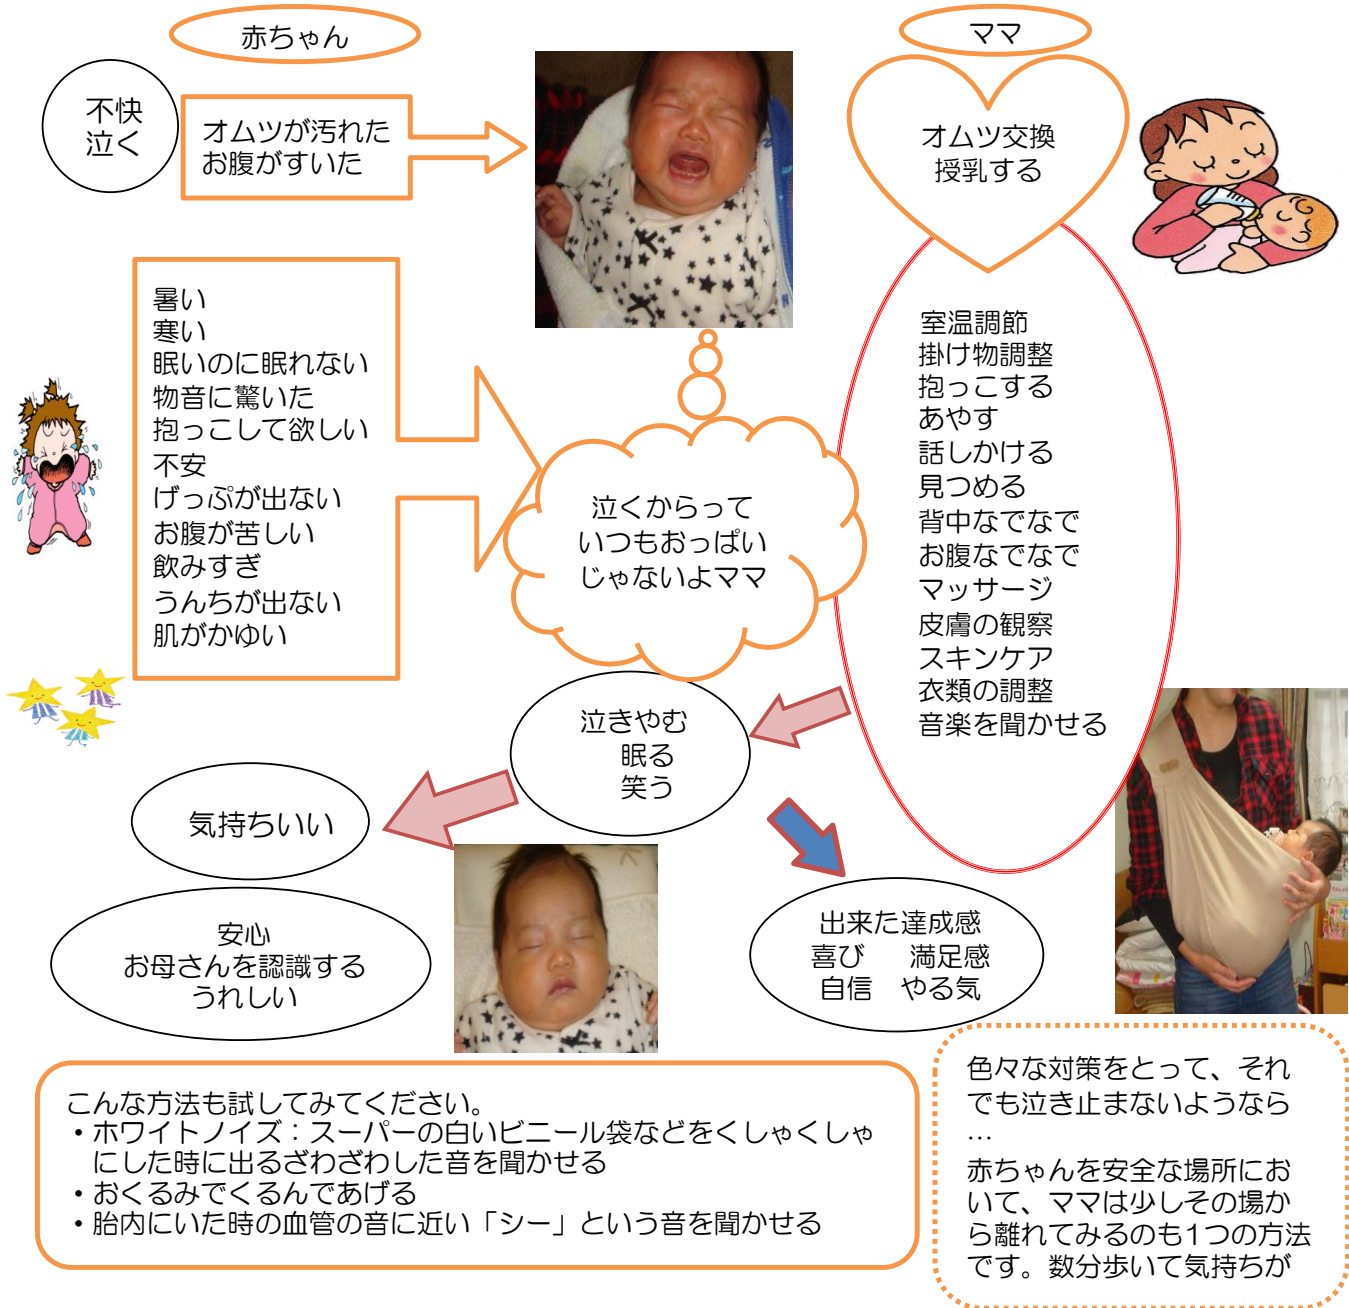 赤ちゃん
ママ
不快
泣く
オムツが汚れた
お腹がすいた
オムツ交換
授乳する
暑い
寒い
眠いのに眠れない
物音に驚いた
抱っこして欲しい
不安
げっぷが出ない
お腹が苦しい
飲みすぎ
うんちが出ない
肌がかゆい
泣くからって
いつもおっぱい
じゃないよママ
室温調節
掛け物調整
抱っこする
あやす
話しかける
見つめる
背中なでなで
お腹なでなで
マッサージ
皮膚の観察
スキンケア
衣類の調整
音楽を聞かせる
泣きやむ
眠る
笑う
気持ちいい
安心
お母さんを認識する
うれしい
出来た達成感
喜び　満足感
自信　やる気
こんな方法も試してみてください。
・ホワイトノイズ：スーパーの白いビニール袋などをくしゃくしゃ
にした時に出るざわざわした音を聞かせる
・おくるみでくるんであげる
・胎内にいた時の血管の音に近い「シー」という音を聞かせる
色々な対策をとって、それ
でも泣き止まないようなら
…
赤ちゃんを安全な場所にお
いて、ママは少しその場か
ら離れてみるのも1つの方法
です。数分歩いて気持ちが